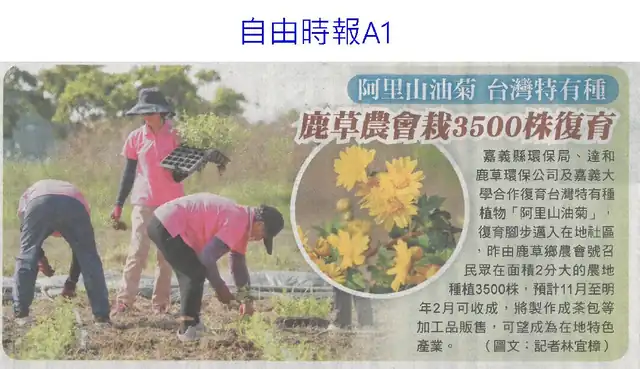 自由時報A1
阿里山油菊 台灣特有種
鹿草農會栽3500株復育
嘉義縣環保局、達和
鹿草環保公司及嘉義大
學合作復育台灣特有種
植物「阿里山油菊」，
復育腳步邁入在地社區
，昨由鹿草鄉農會號召
民眾在面積2分大的農地
種植3500株，預計11月至明
年2月可收成，將製作成茶包等
加工品販售，可望成為在地特色
產業。　（圖文：記者林宜樟）